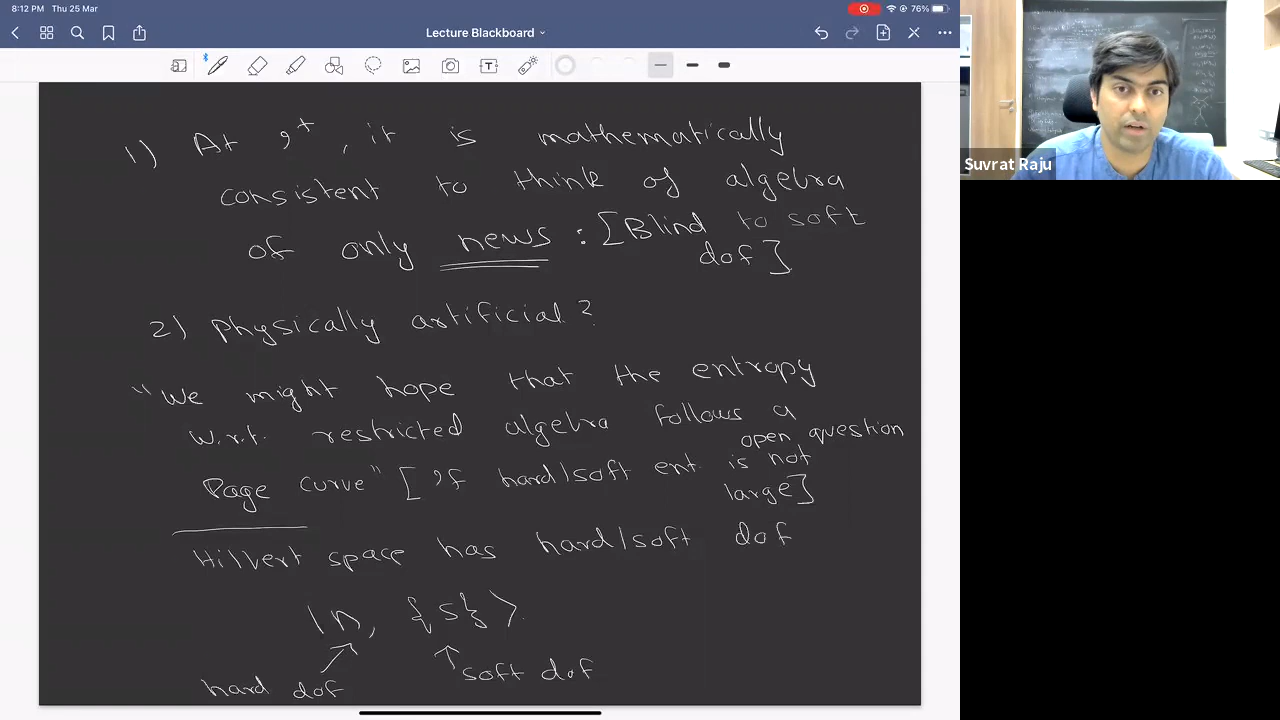 8:12 PM Thu 25 Mar
76%
Lecture Blackboard
Suvrat Raju
1) At I⁺, it is mathematically
consistent to think of algebra
of only news : [Blind to soft
dof]
2) Physically artificial?
"We might hope that the entropy
w.r.t. restricted algebra follows a
Page curve" [if hard/soft ent. is not
large]
open question
Hilbert space has hard/soft dof
|n, {s}⟩
hard dof
soft dof